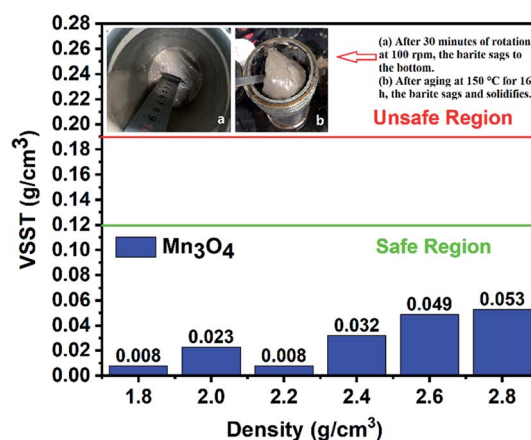 0.28
0.26
0.24
0.22
0.20
0.18
0.16
0.14
0.12
0.10
0.08
0.06
0.04
0.02
0.00
VSST (g/cm³)
a
b
(a) After 30 minutes of rotation
at 100 rpm, the barite sags to
the bottom.
(b) After aging at 150 °C for 16
h, the barite sags and solidifies.
Unsafe Region
Safe Region
Mn₃O₄
0.008
0.023
0.008
0.032
0.049
0.053
1.8
2.0
2.2
2.4
2.6
2.8
Density (g/cm³)